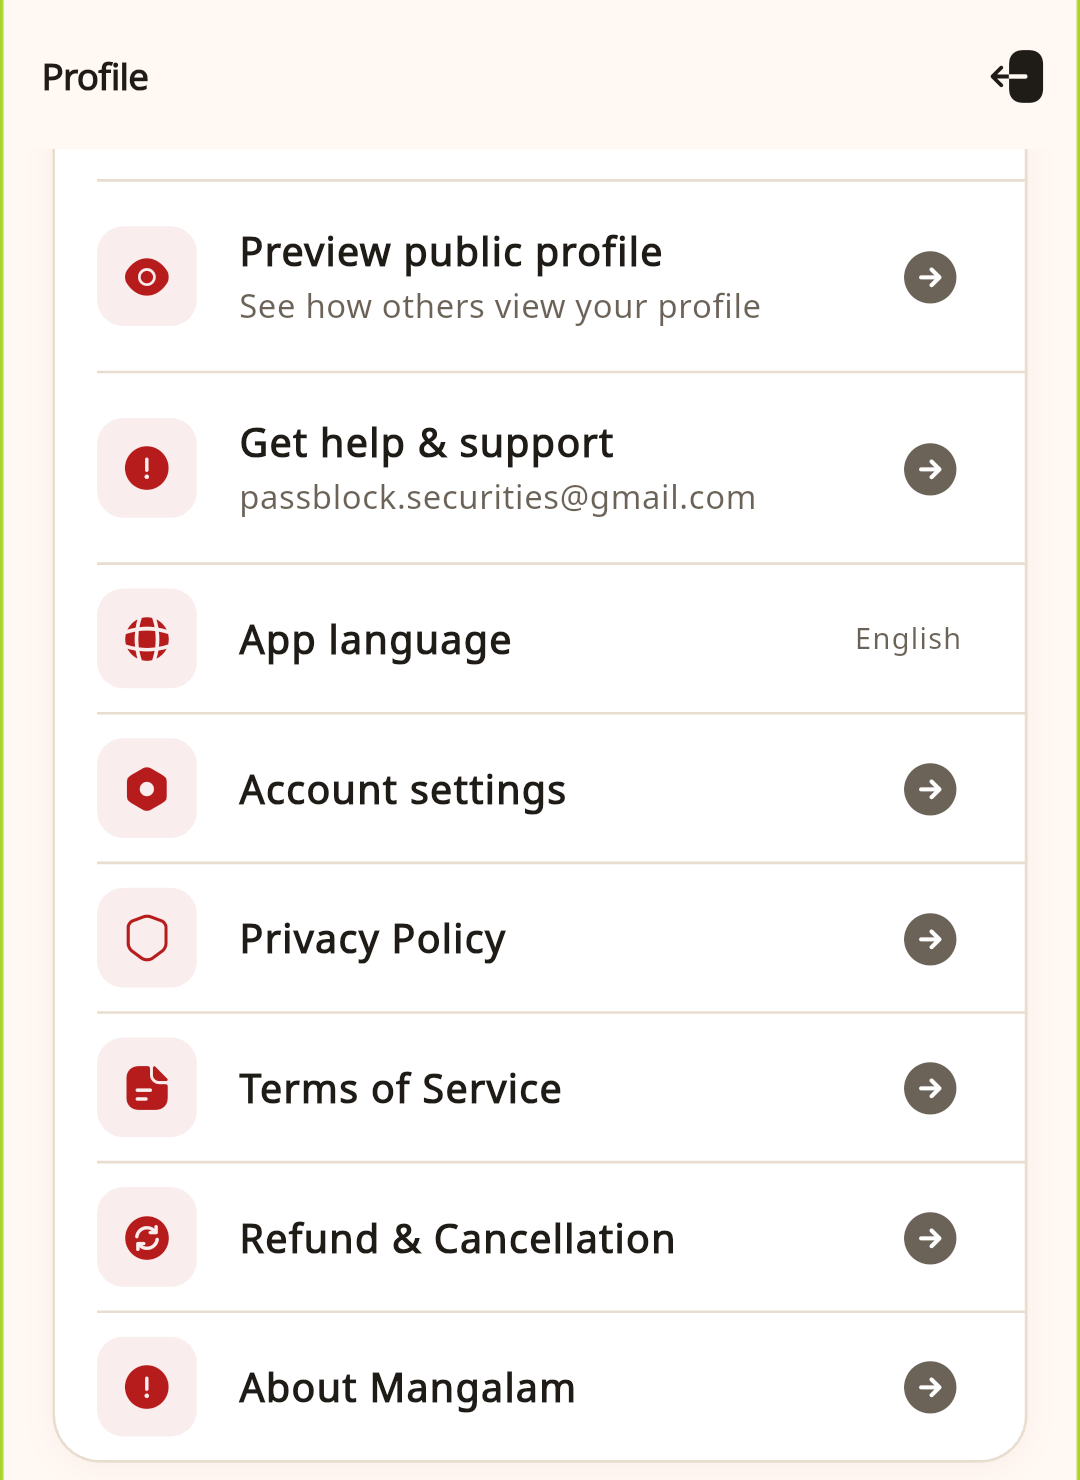 Profile
Preview public profile
See how others view your profile
Get help & support
passblock.securities@gmail.com
App language
English
Account settings
Privacy Policy
Terms of Service
Refund & Cancellation
About Mangalam